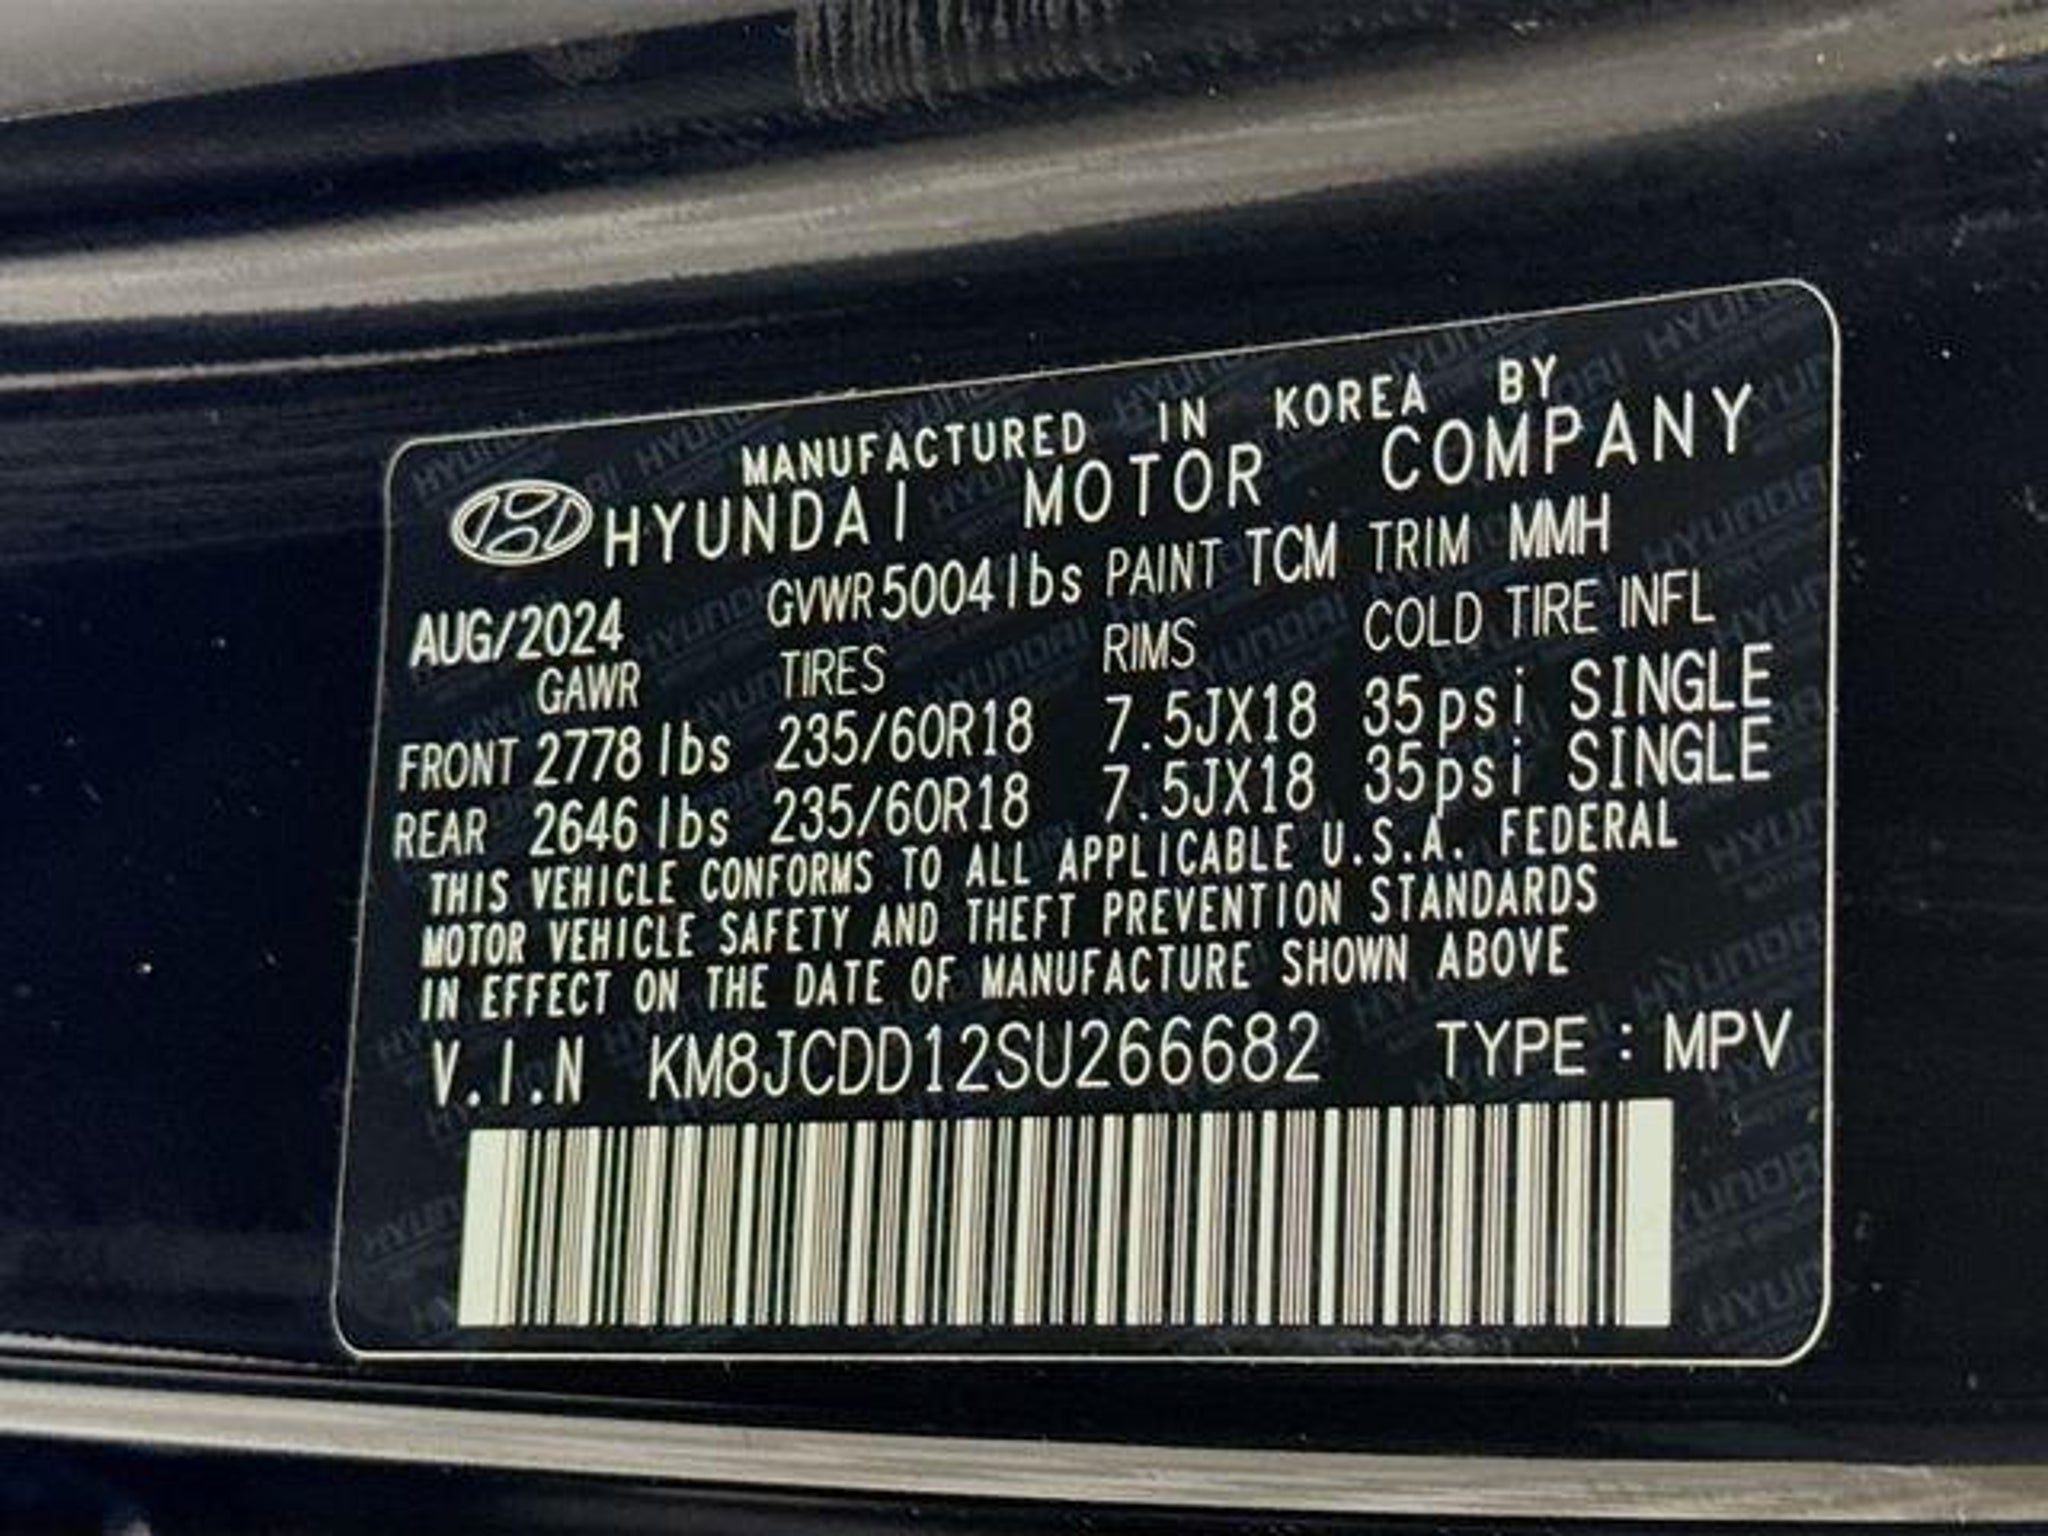 MANUFACTURED IN KOREA BY
HYUNDAI MOTOR COMPANY
AUG/2024 GVWR 5004 lbs PAINT TCM TRIM MMH
GAWR TIRES RIMS COLD TIRE INFL
FRONT 2778 lbs 235/60R18 7.5JX18 35psi SINGLE
REAR 2646 lbs 235/60R18 7.5JX18 35psi SINGLE
THIS VEHICLE CONFORMS TO ALL APPLICABLE U.S.A. FEDERAL
MOTOR VEHICLE SAFETY AND THEFT PREVENTION STANDARDS
IN EFFECT ON THE DATE OF MANUFACTURE SHOWN ABOVE
V.I.N KM8JCDD12SU266682 TYPE : MPV